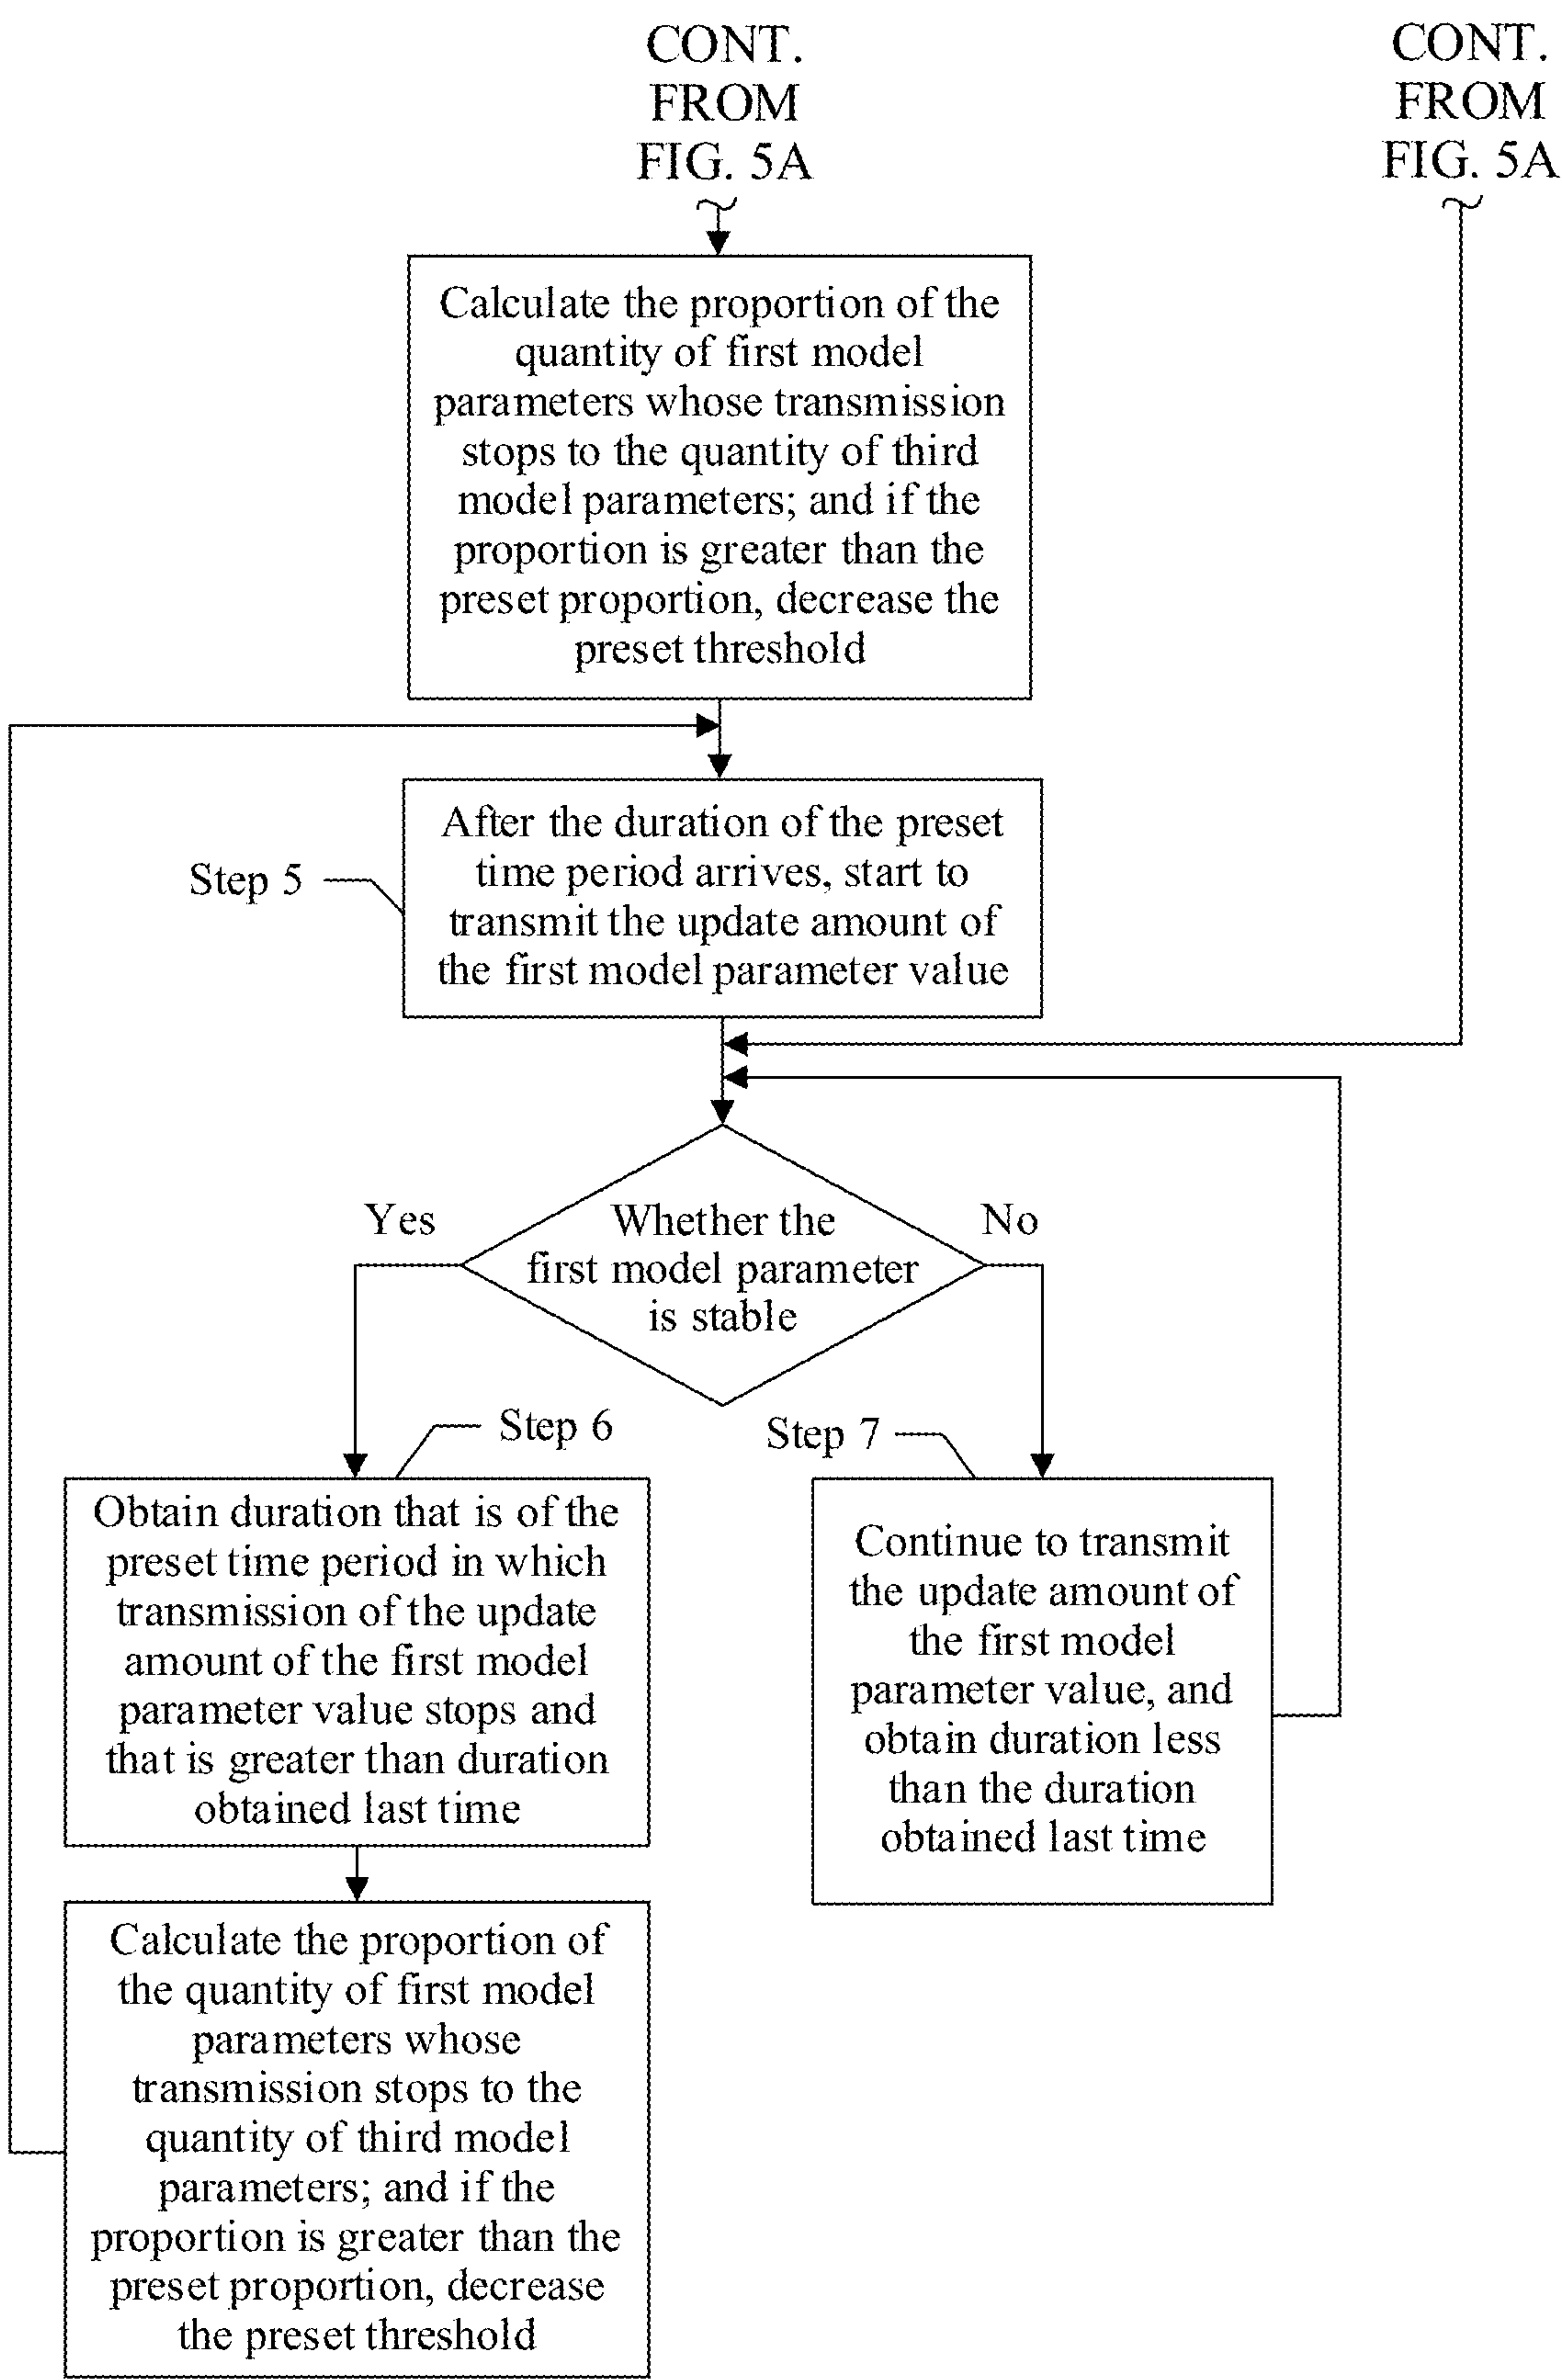 CONT.
FROM
FIG. 5A
CONT.
FROM
FIG. 5A
Calculate the proportion of the
quantity of first model
parameters whose transmission
stops to the quantity of third
model parameters; and if the
proportion is greater than the
preset proportion, decrease the
preset threshold
Step 5
After the duration of the preset
time period arrives, start to
transmit the update amount of
the first model parameter value
Yes
Whether the
first model parameter
is stable
No
Step 6
Obtain duration that is of the
preset time period in which
transmission of the update
amount of the first model
parameter value stops and
that is greater than duration
obtained last time
Step 7
Continue to transmit
the update amount of
the first model
parameter value, and
obtain duration less
than the duration
obtained last time
Calculate the proportion of
the quantity of first model
parameters whose
transmission stops to the
quantity of third model
parameters; and if the
proportion is greater than the
preset proportion, decrease
the preset threshold